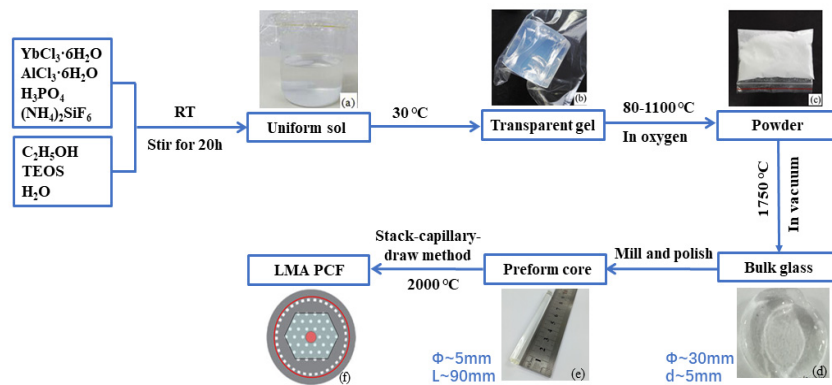 YbCl₃·6H₂O
AlCl₃·6H₂O
H₃PO₄
(NH₄)₂SiF₆
C₂H₅OH
TEOS
H₂O
RT
Stir for 20h
(a)
Uniform sol
30 °C
(b)
Transparent gel
80-1100°C
In oxygen
(c)
Powder
1750 °C
In vacuum
Bulk glass
(d)
Φ~30mm
d~5mm
Mill and polish
Preform core
(e)
Φ~5mm
L~90mm
Stack-capillary-
draw method
2000 °C
LMA PCF
(f)